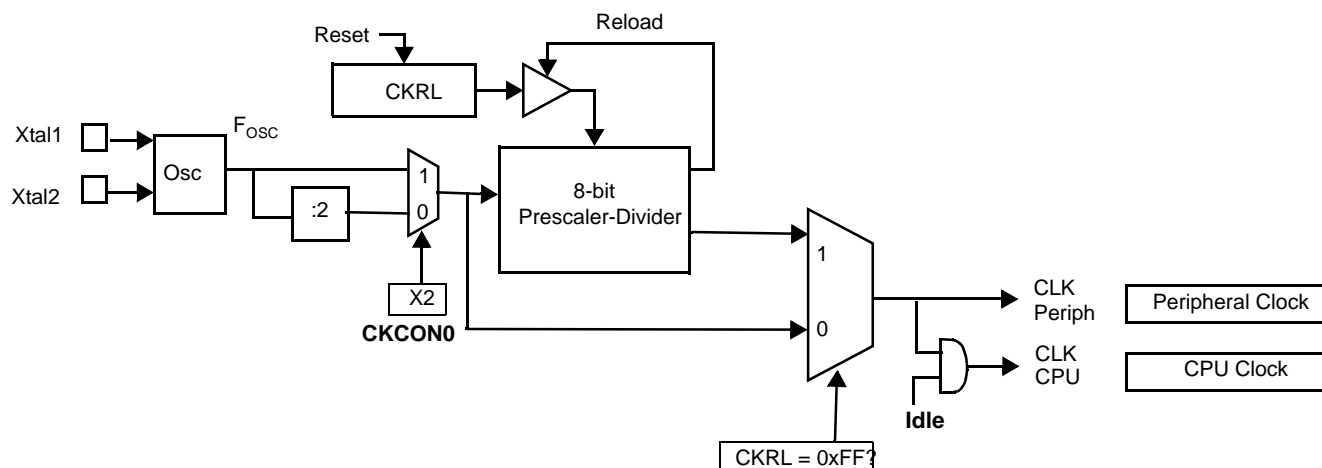 Reload
Reset
CKRL
Xtal1
FOSC
Osc
1
8-bit
Prescaler-Divider
Xtal2
:2
0
1
X2
CKCON0
0
CLK
Periph
Peripheral Clock
CLK
CPU
CPU Clock
Idle
CKRL = 0xFF?